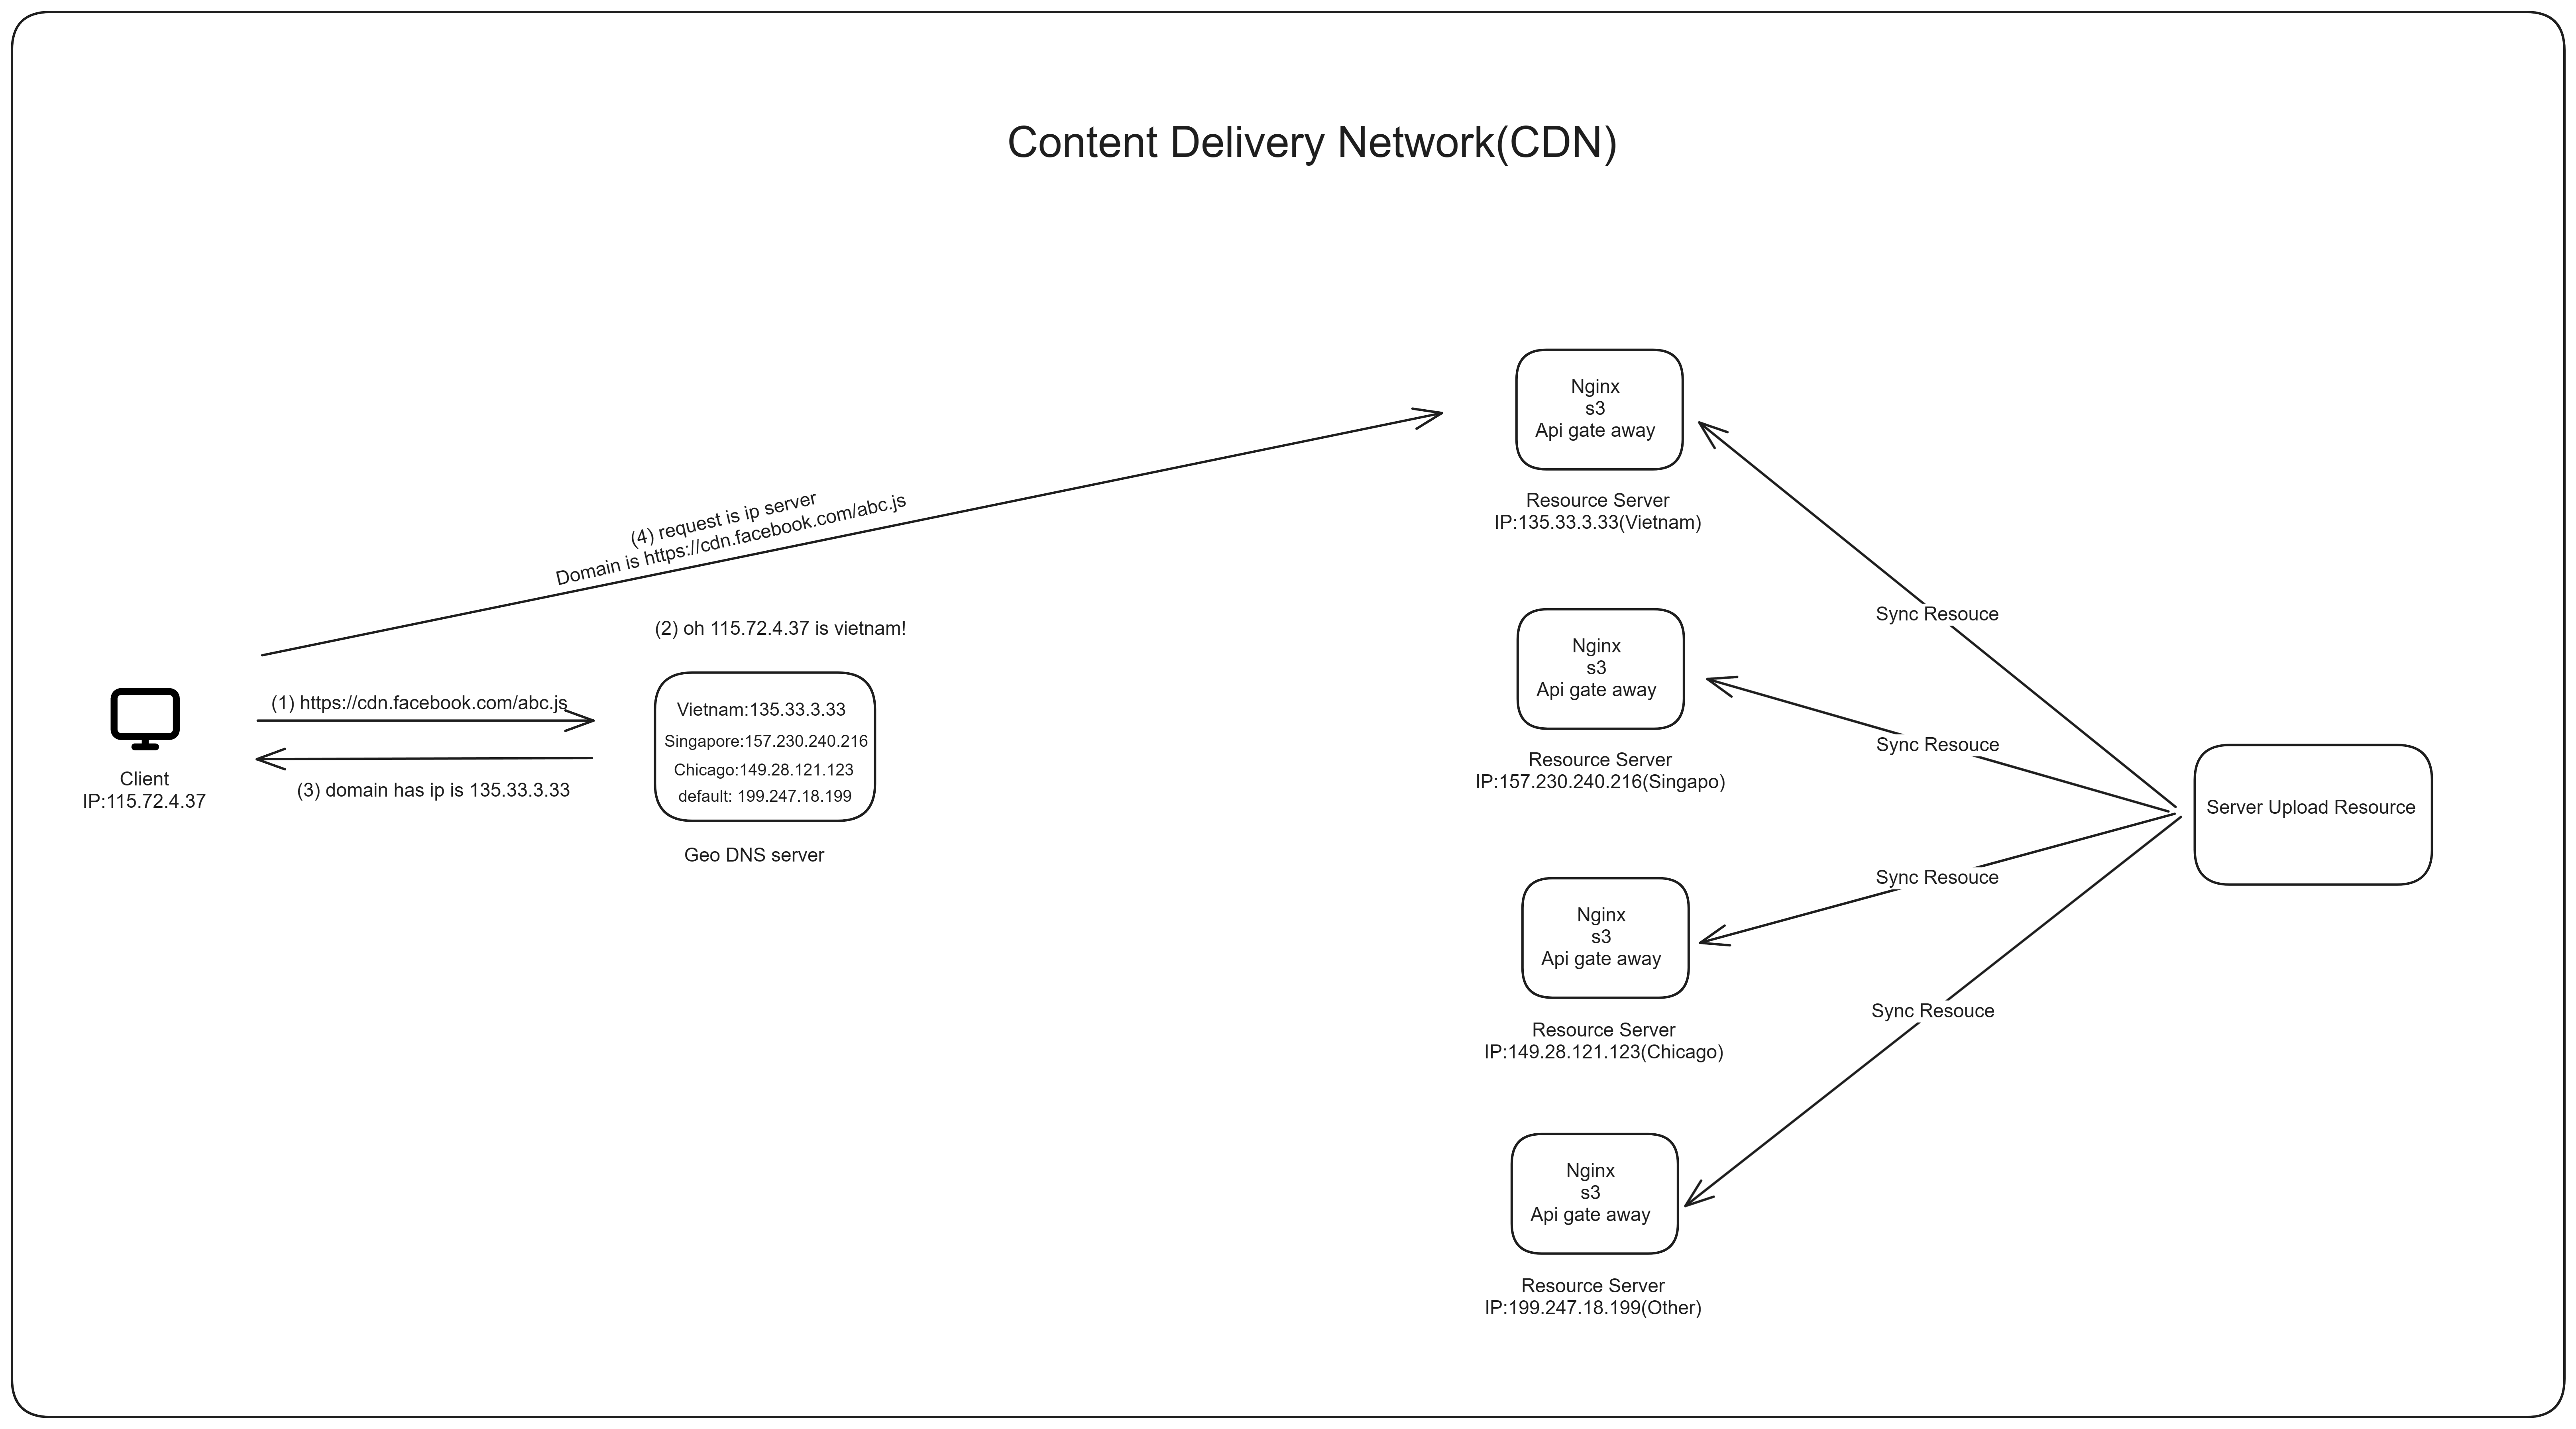 Content Delivery Network(CDN)
Nginx
s3
Api gate away
Resource Server
IP:135.33.3.33(Vietnam)
(4) request is ip server
Domain is https://cdn.facebook.com/abc.js
(2) oh 115.72.4.37 is vietnam!
(1) https://cdn.facebook.com/abc.js
Client
IP:115.72.4.37
(3) domain has ip is 135.33.3.33
Vietnam:135.33.3.33
Singapore:157.230.240.216
Chicago:149.28.121.123
default: 199.247.18.199
Geo DNS server
Nginx
s3
Api gate away
Resource Server
IP:157.230.240.216(Singapo)
Nginx
s3
Api gate away
Resource Server
IP:149.28.121.123(Chicago)
Nginx
s3
Api gate away
Resource Server
IP:199.247.18.199(Other)
Sync Resouce
Sync Resouce
Sync Resouce
Sync Resouce
Server Upload Resource